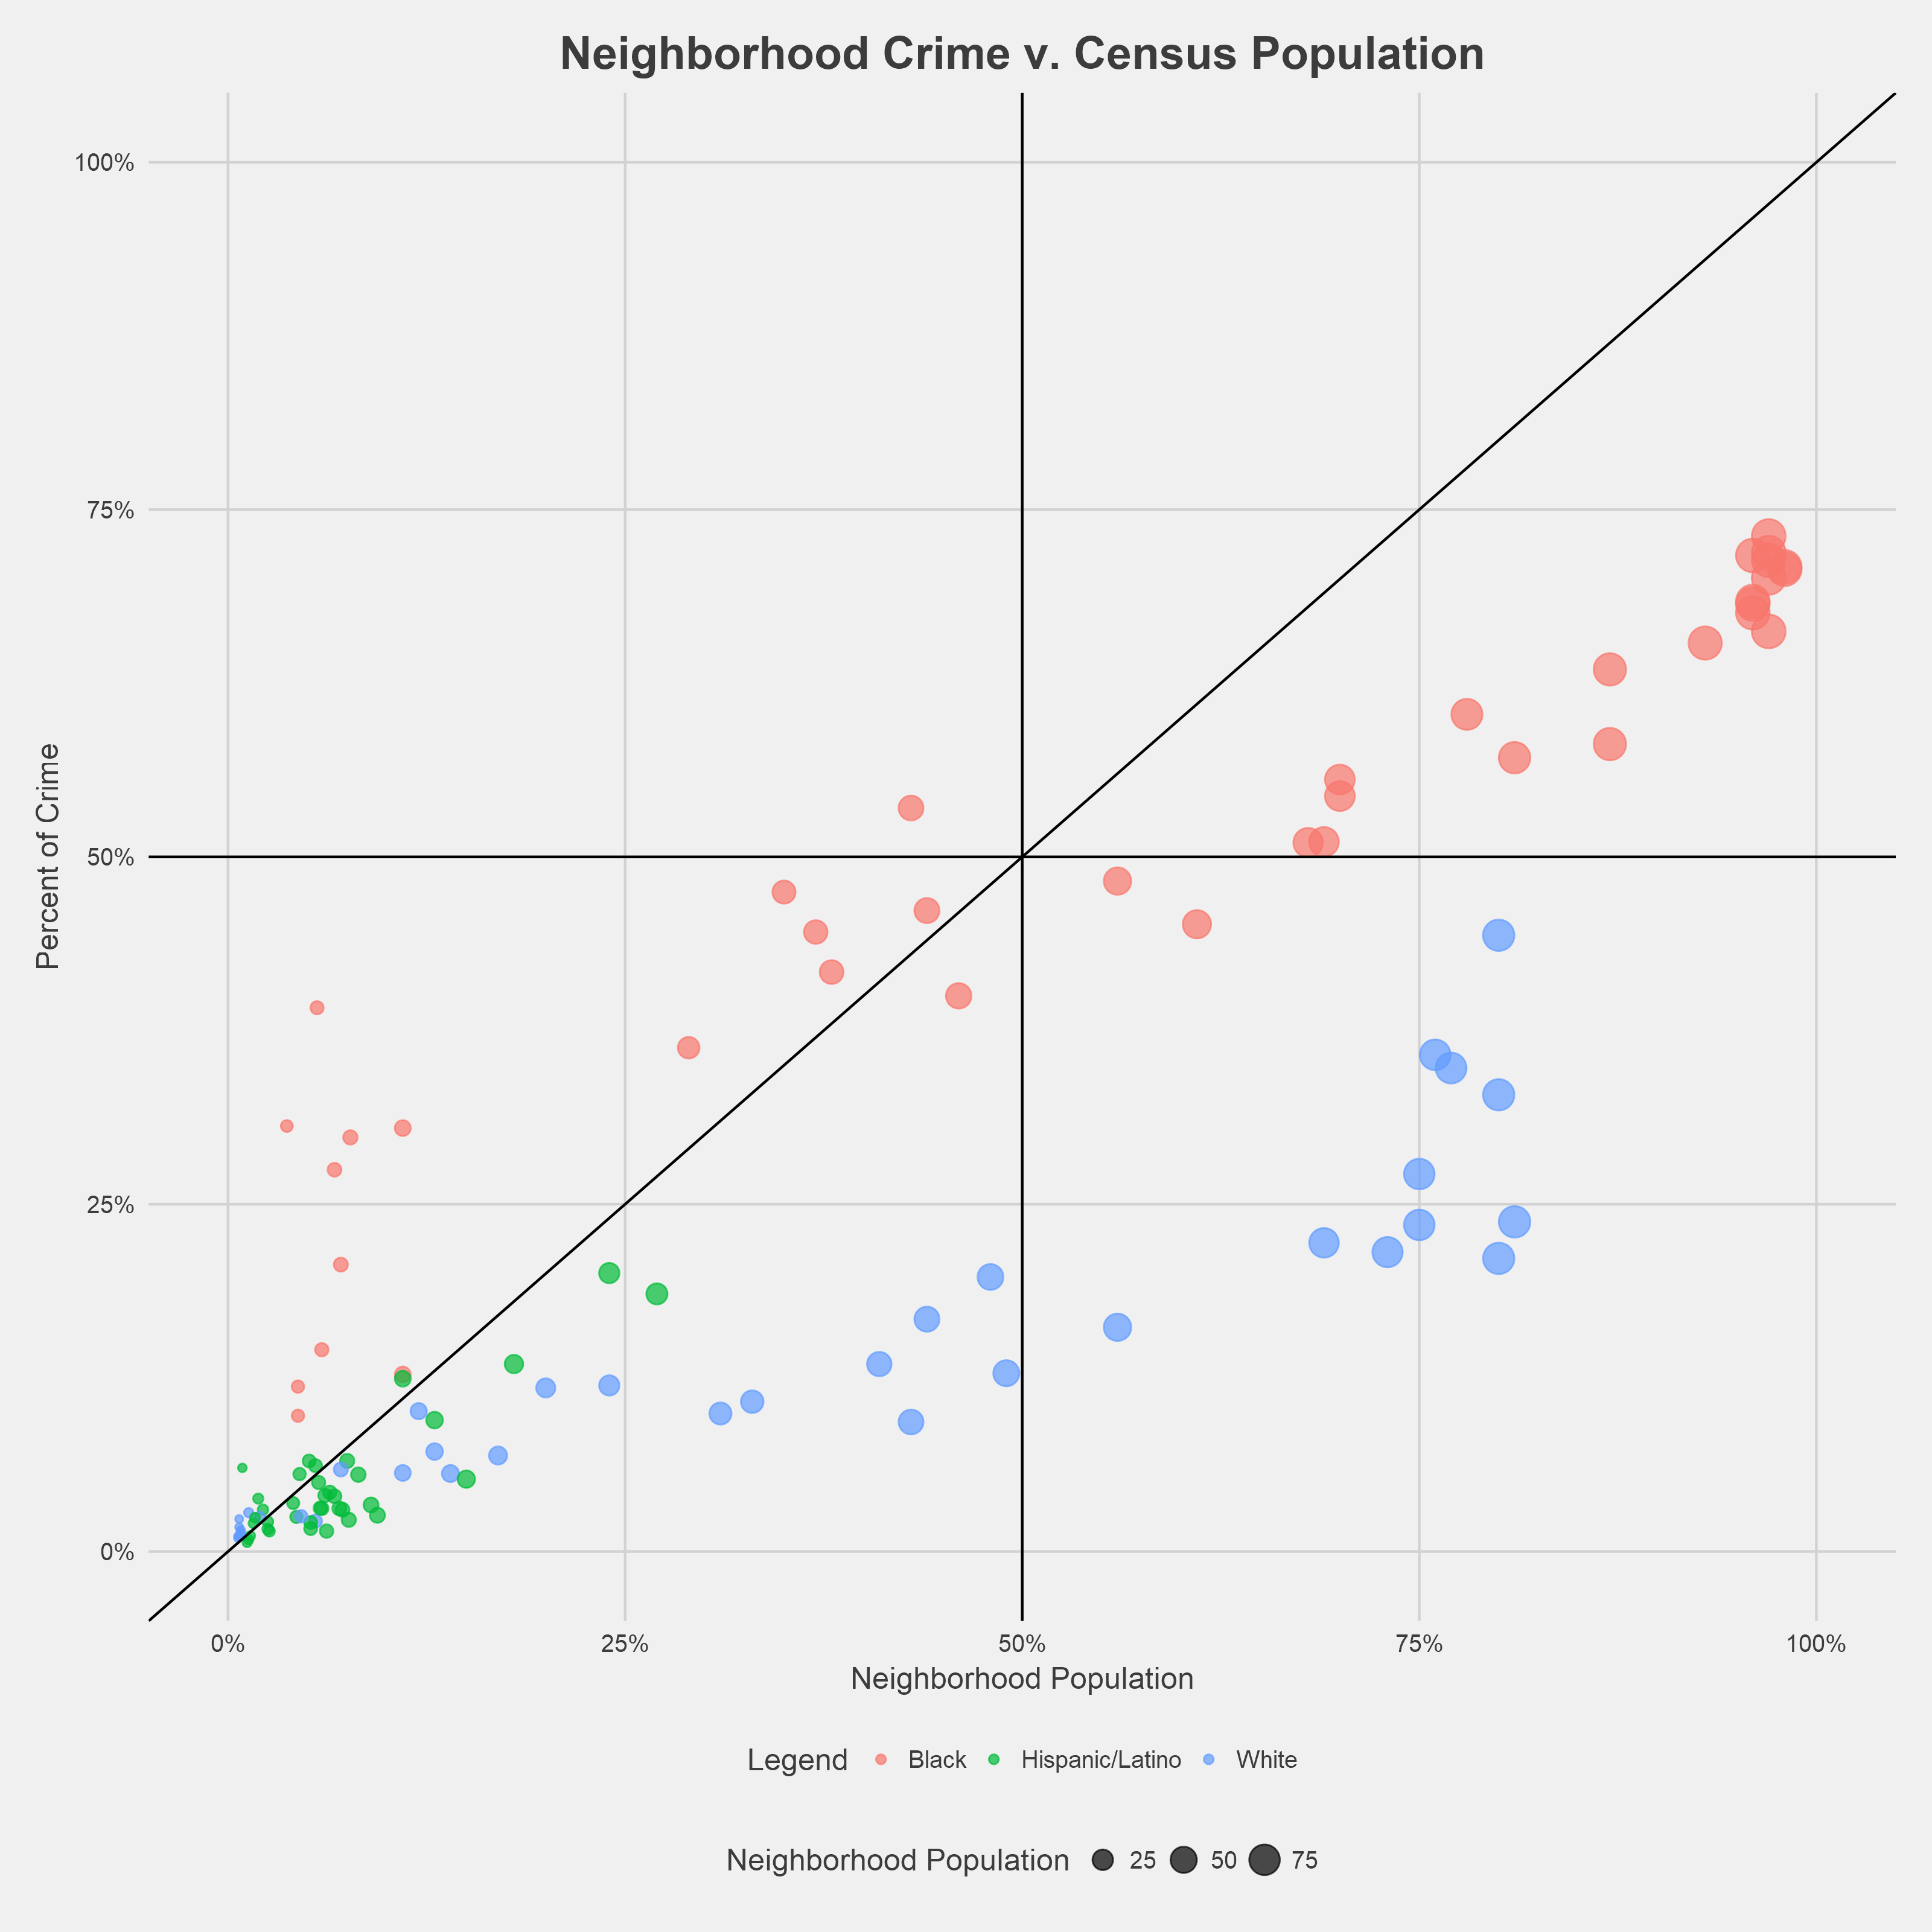 Neighborhood Crime v. Census Population
100%
75%
50%
25%
0%
Percent of Crime
0% 25% 50% 75% 100%
Neighborhood Population
Legend Black Hispanic/Latino White
Neighborhood Population 25 50 75